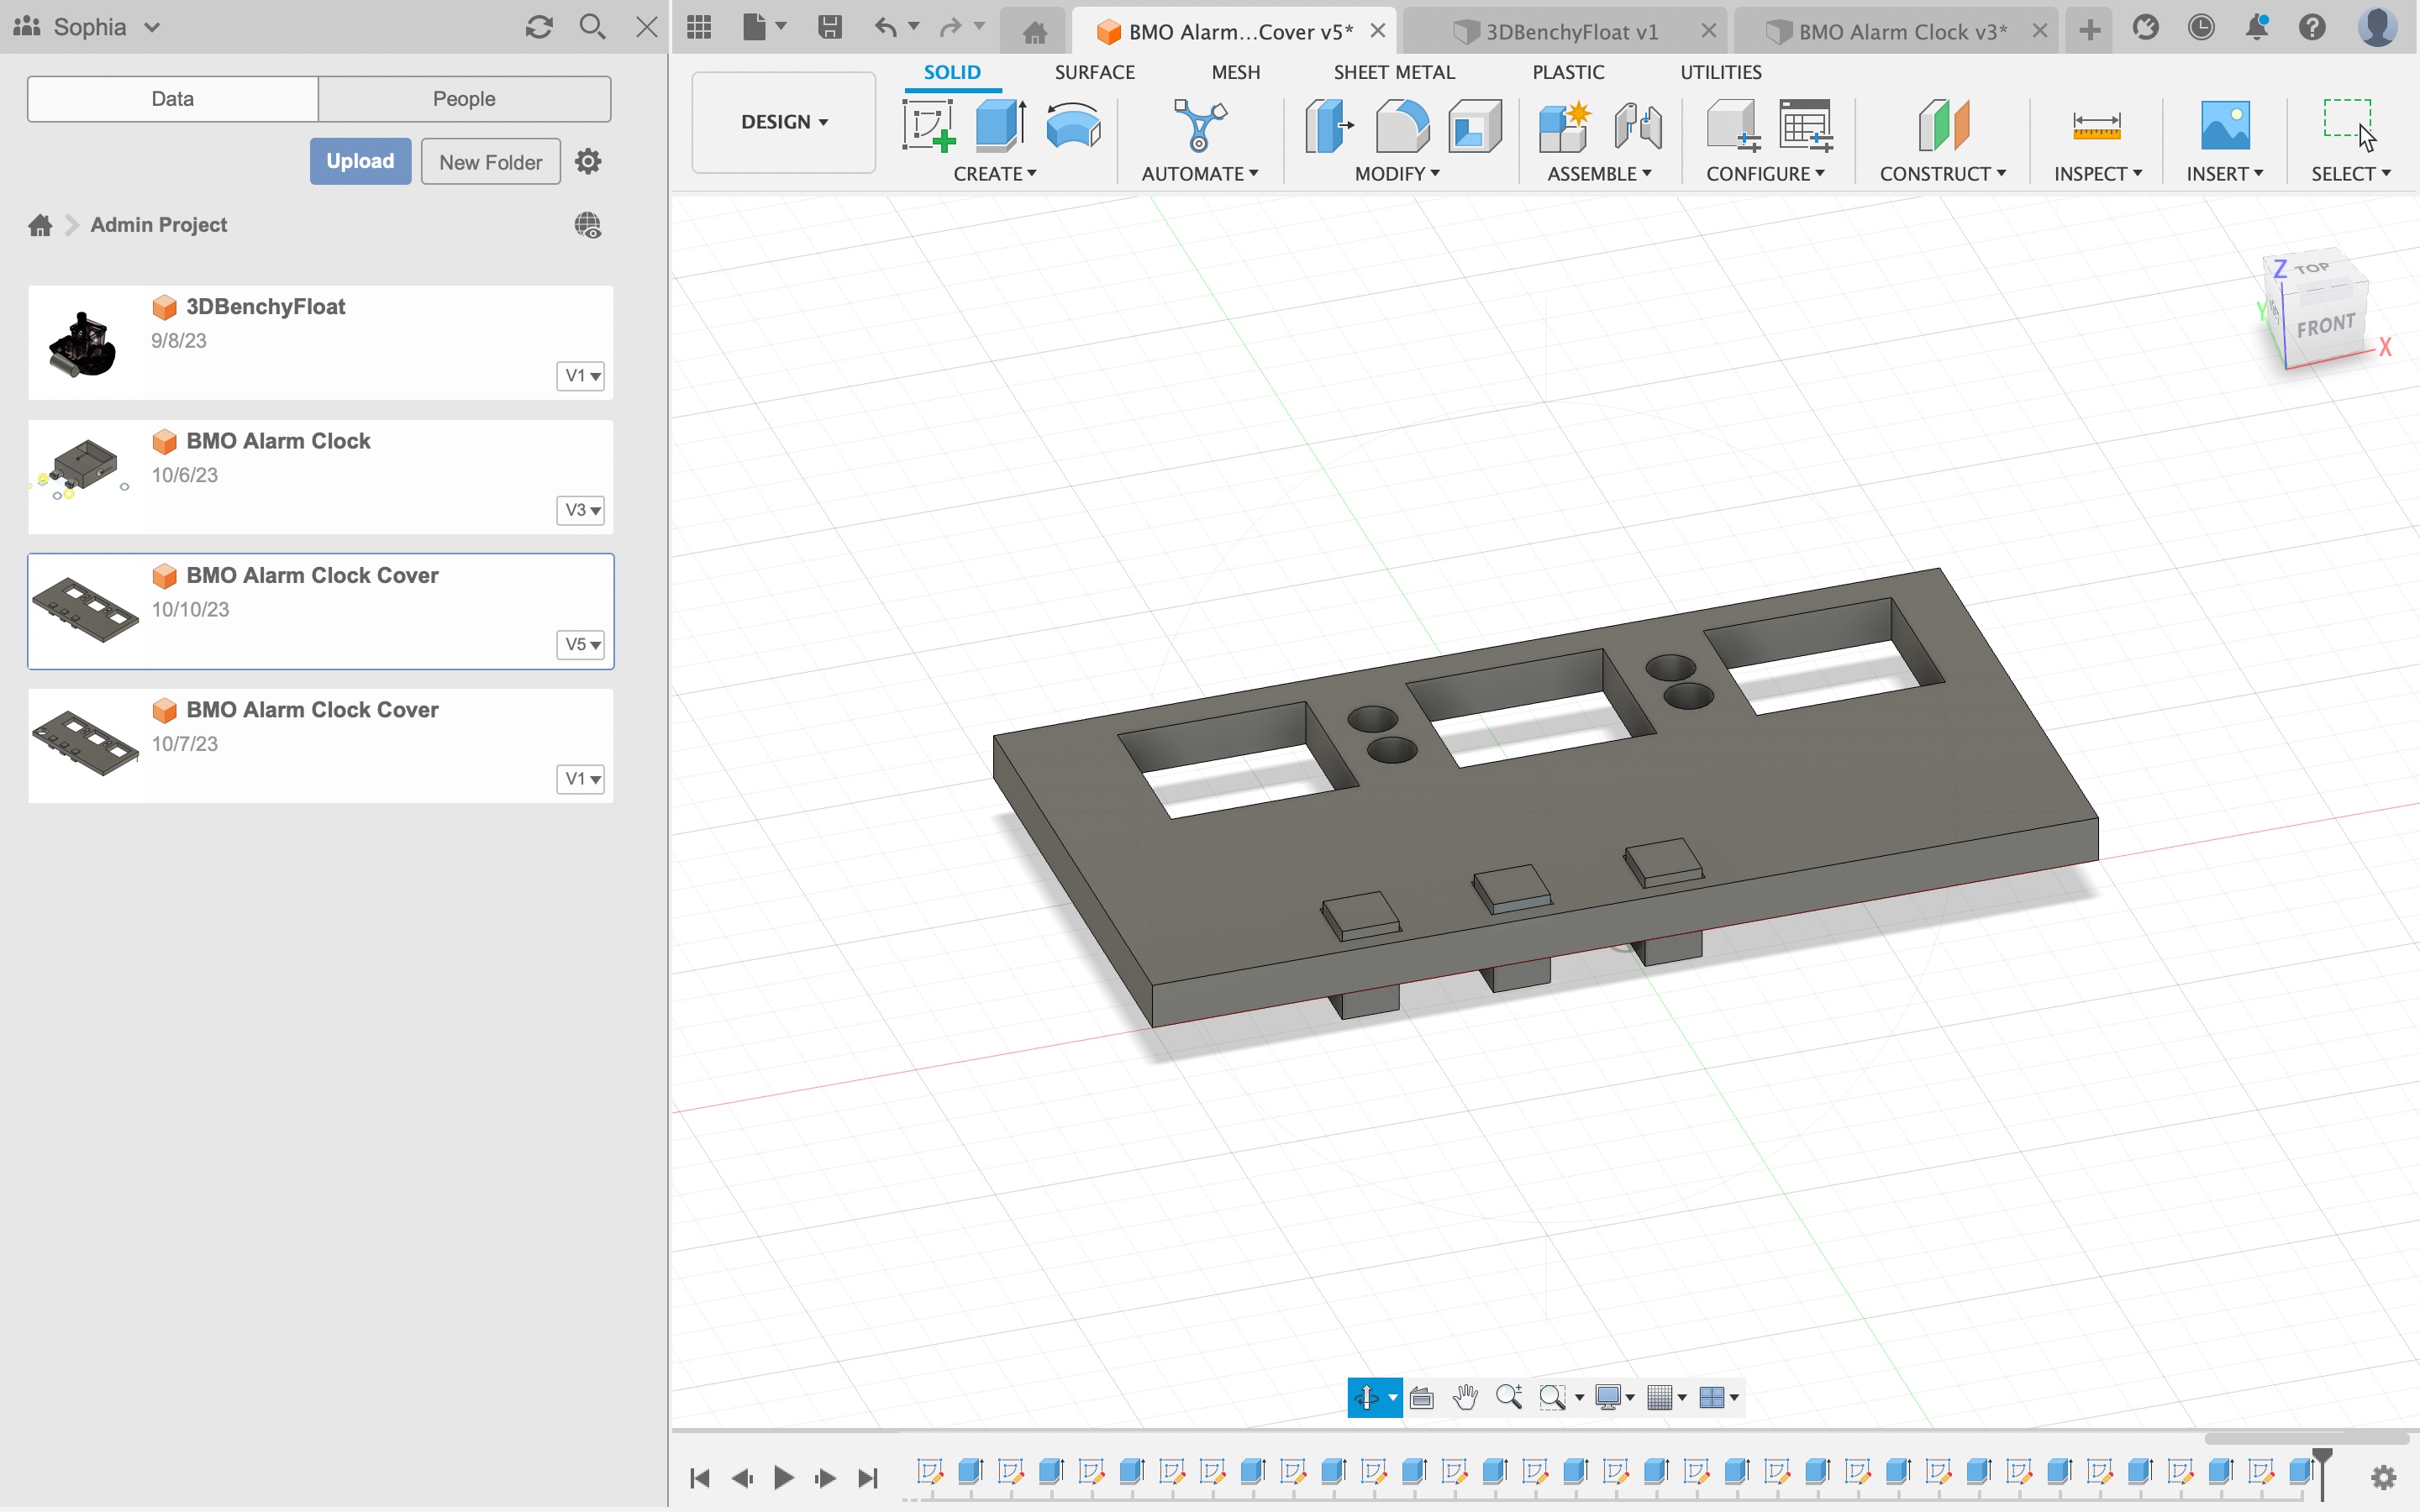 Sophia
BMO Alarm...Cover v5*
3DBenchyFloat v1
BMO Alarm Clock v3*
Data
People
SOLID
SURFACE
MESH
SHEET METAL
PLASTIC
UTILITIES
DESIGN
Upload
New Folder
CREATE
AUTOMATE
MODIFY
ASSEMBLE
CONFIGURE
CONSTRUCT
INSPECT
INSERT
SELECT
Admin Project
3DBenchyFloat
9/8/23
V1
BMO Alarm Clock
10/6/23
V3
BMO Alarm Clock Cover
10/10/23
V5
BMO Alarm Clock Cover
10/7/23
V1
Z
TOP
Y
FRONT
X